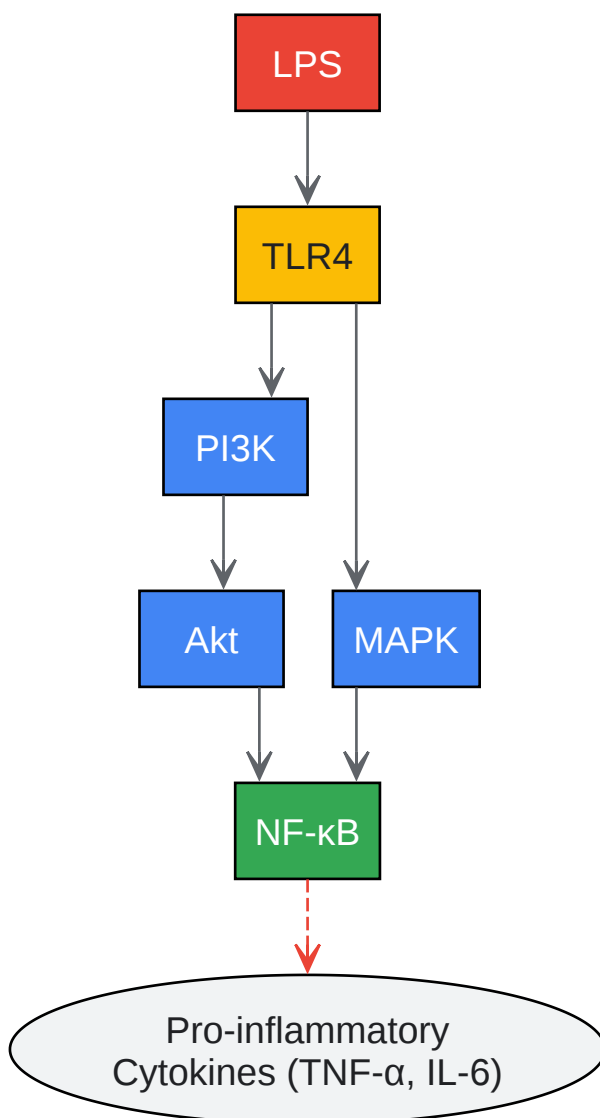 LPS
TLR4
PI3K
Akt
MAPK
NF-κB
Pro-inflammatory
Cytokines (TNF-α, IL-6)